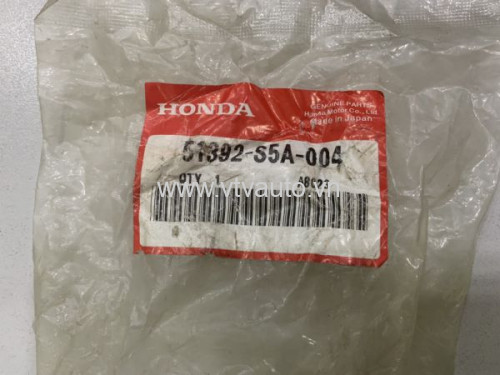 HONDA
GENUINE PARTS
Honda Motor Co., Ltd.
Made in Japan
51392-S5A-004
QTY 1
www.vtvauto.vn